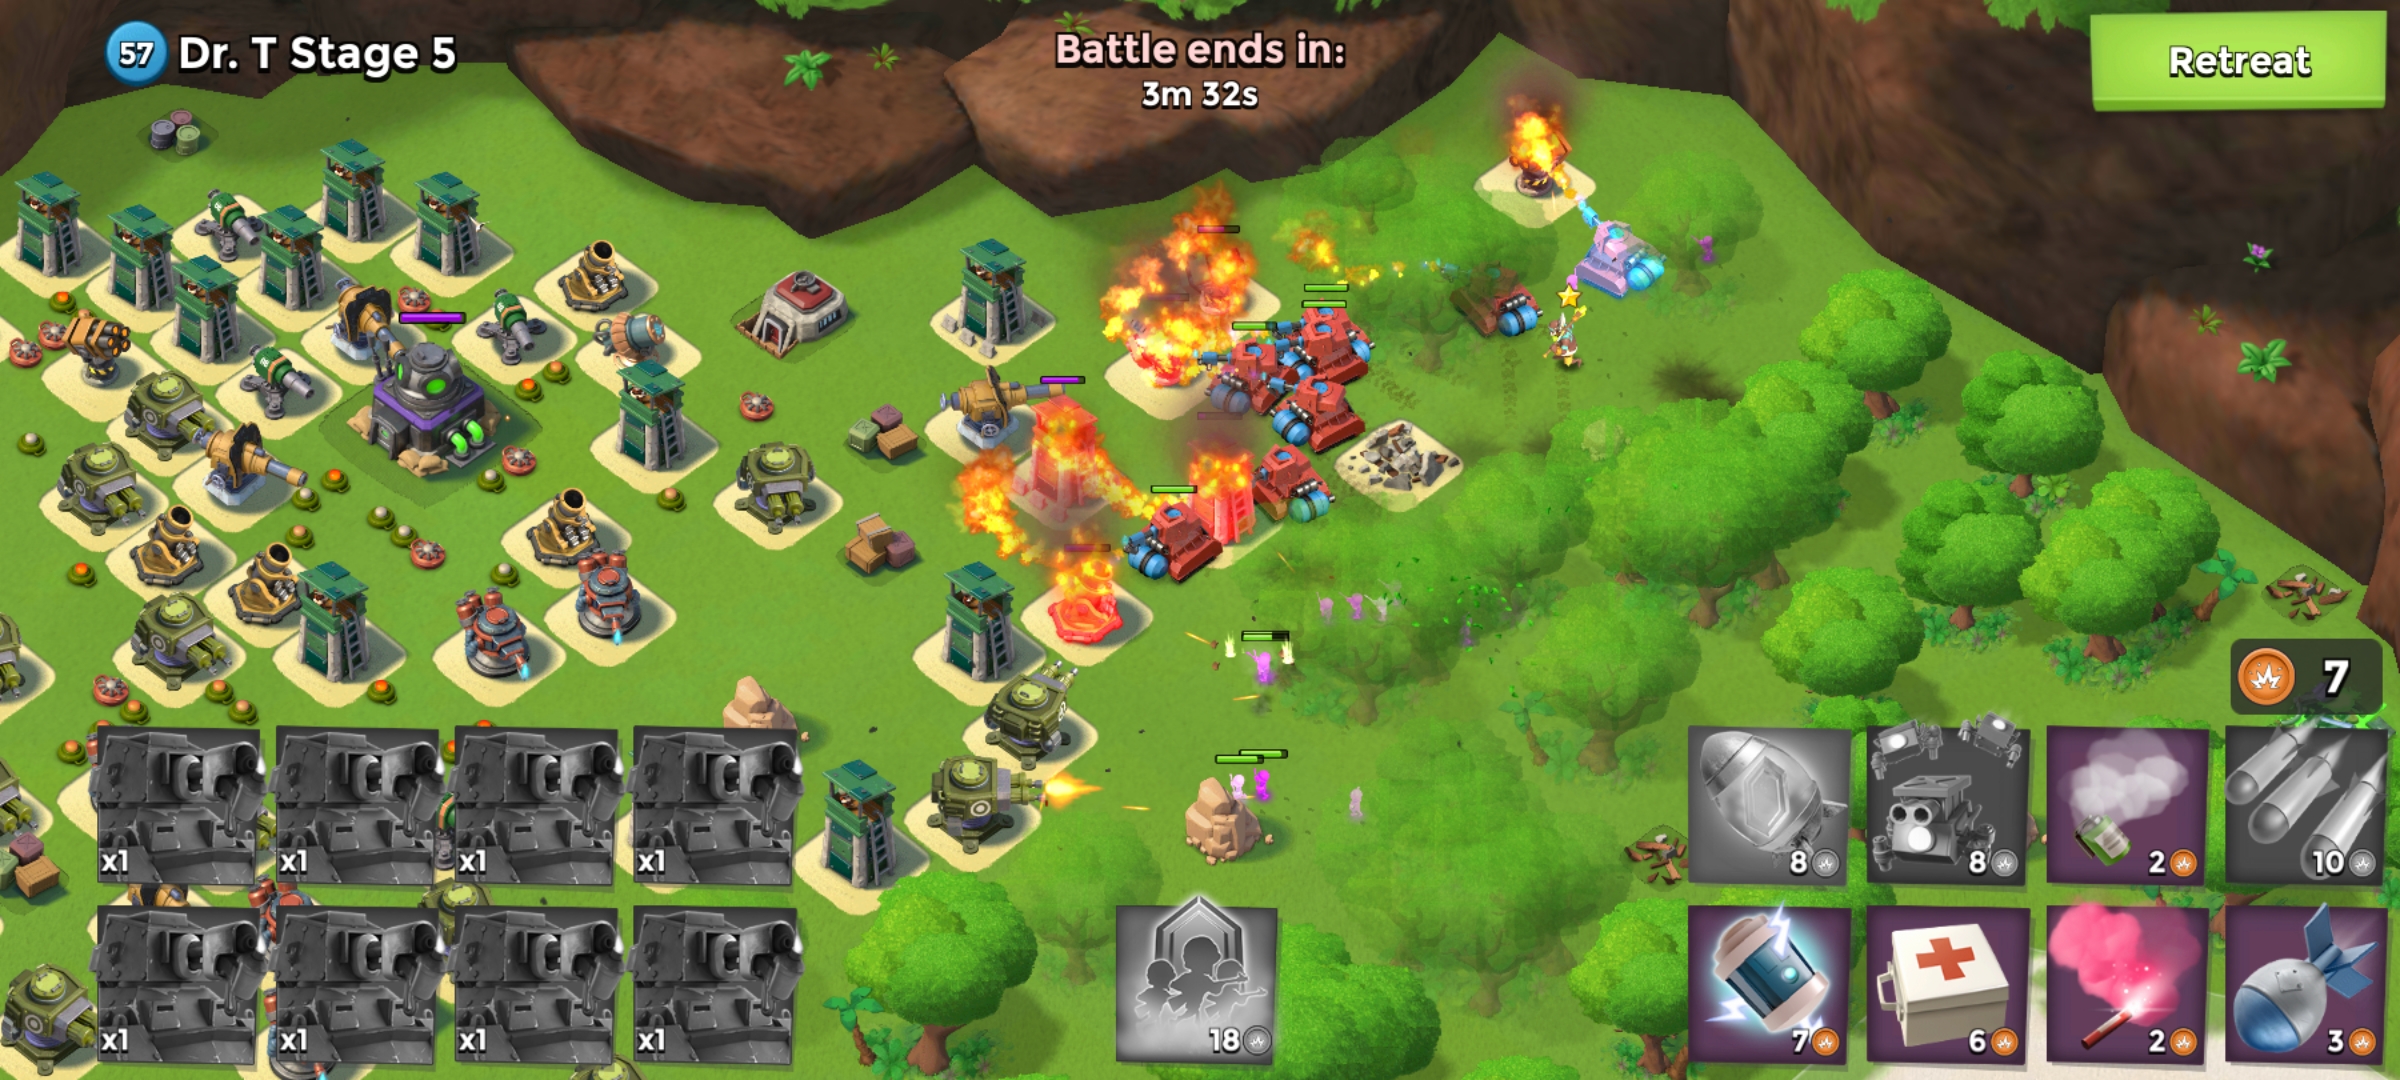 57
Dr. T Stage 5
Battle ends in:
3m 32s
Retreat
7
x1
x1
x1
x1
8
8
2
10
x1
x1
x1
x1
18
7
6
2
3